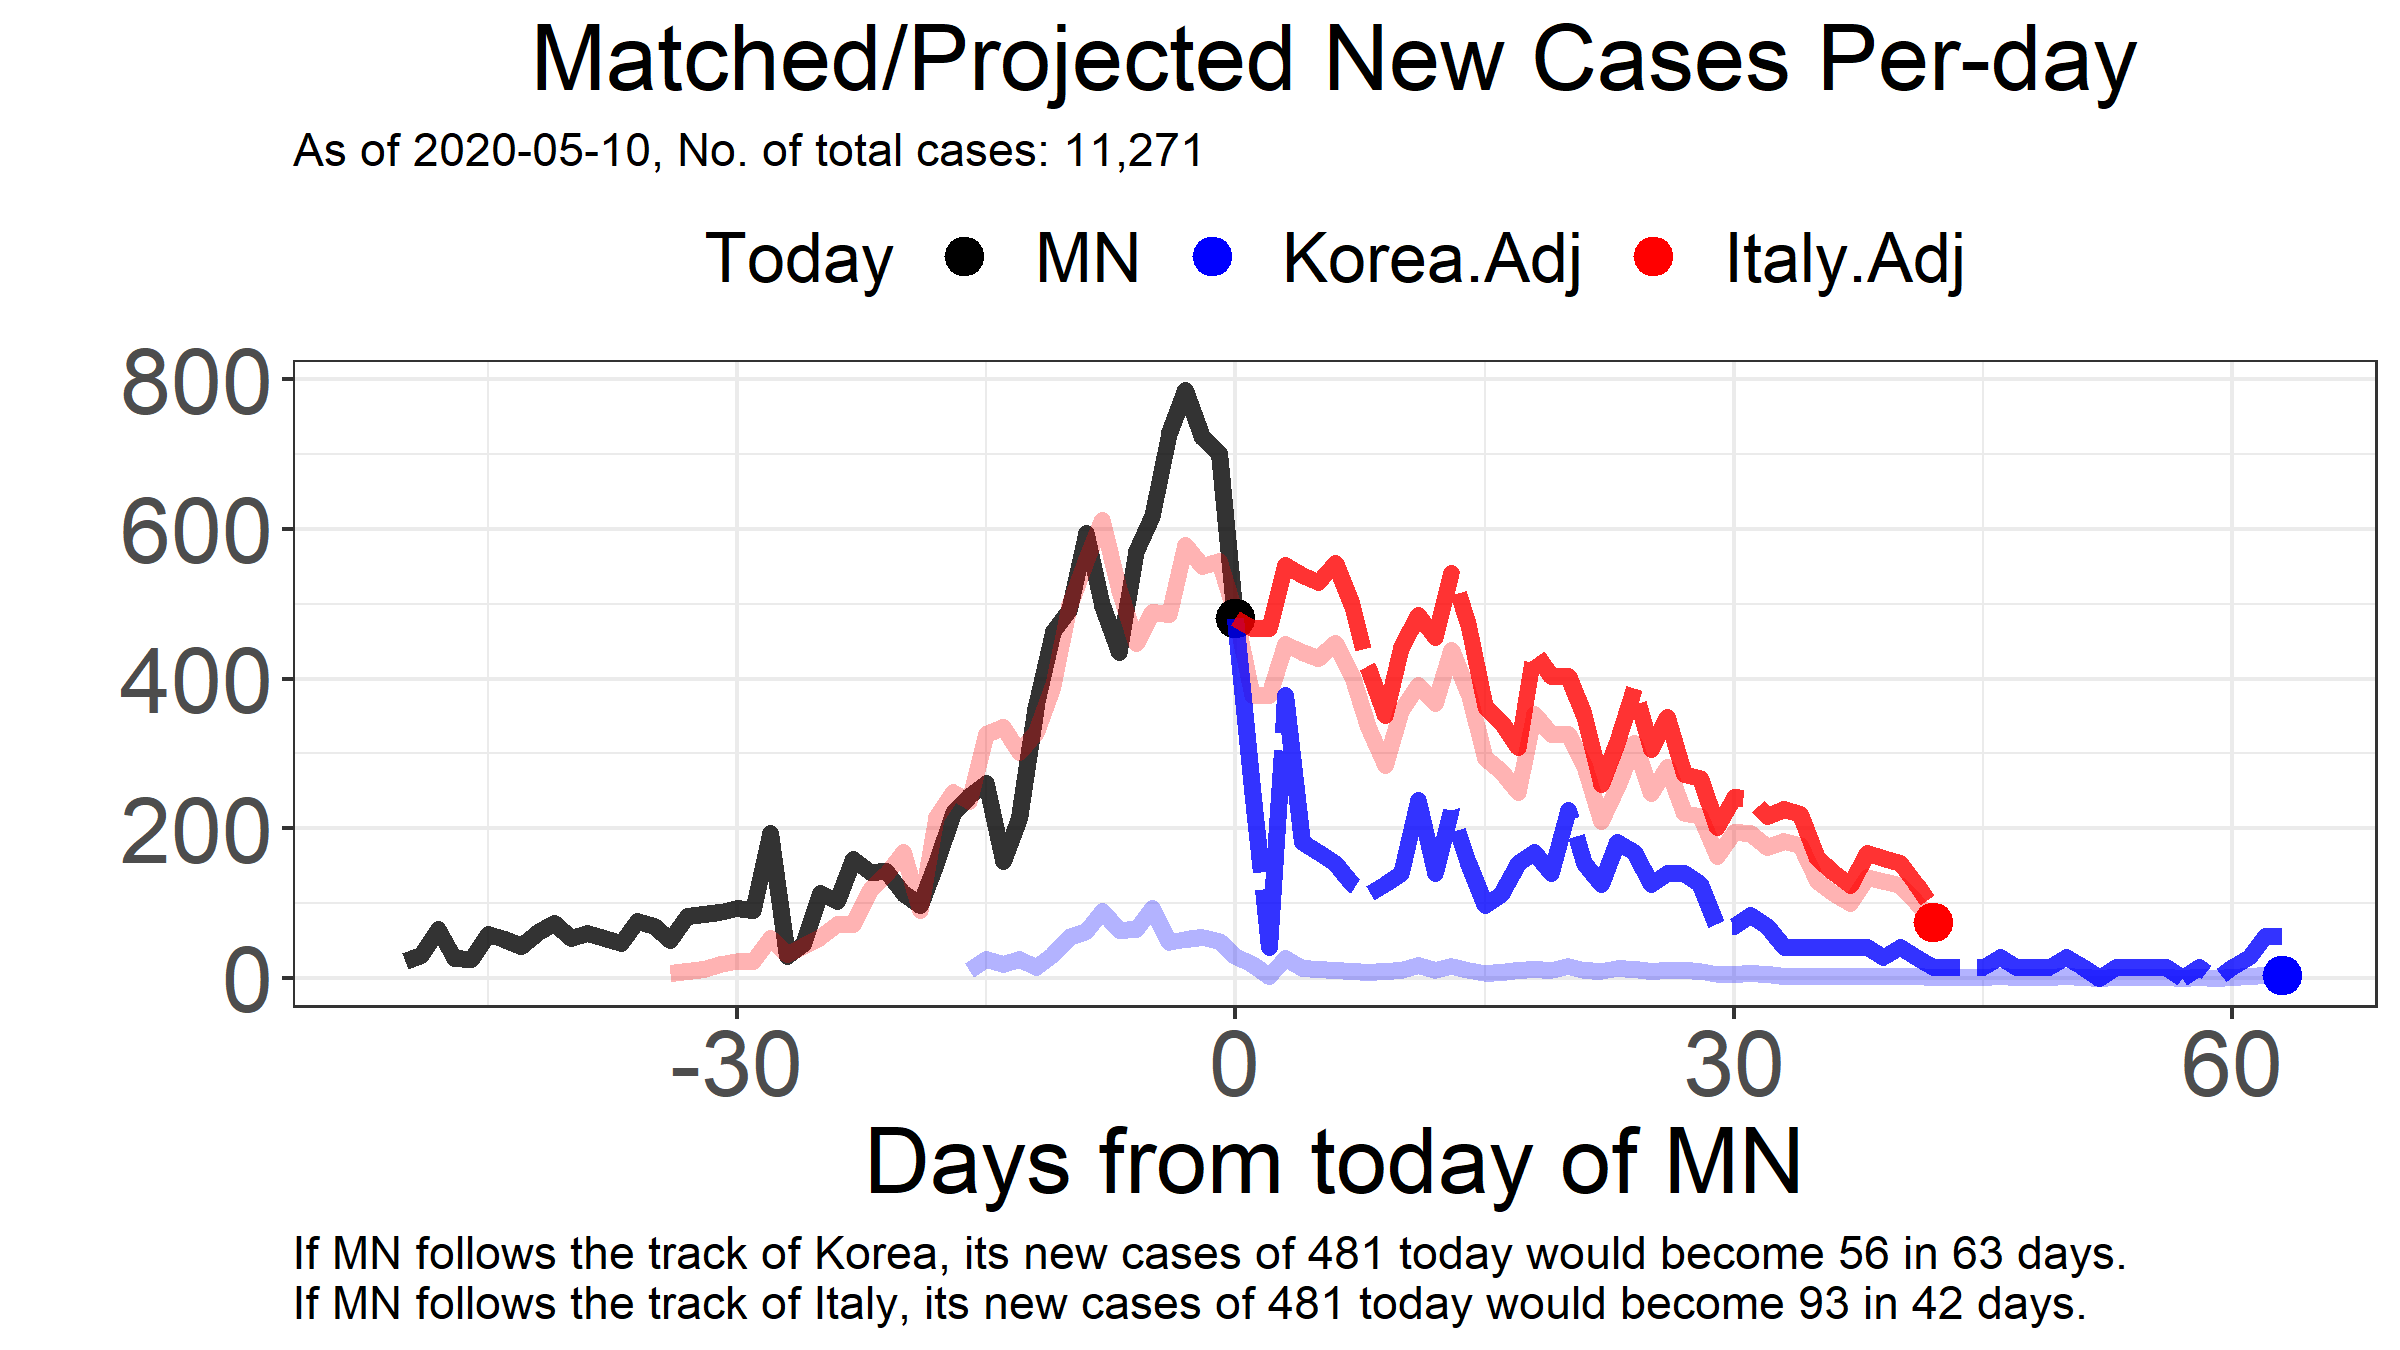 Matched/Projected New Cases Per-day
As of 2020-05-10, No. of total cases: 11,271
Today MN Korea.Adj Italy.Adj
800
600
400
200
0
-30 0 30 60
Days from today of MN
If MN follows the track of Korea, its new cases of 481 today would become 56 in 63 days.
If MN follows the track of Italy, its new cases of 481 today would become 93 in 42 days.